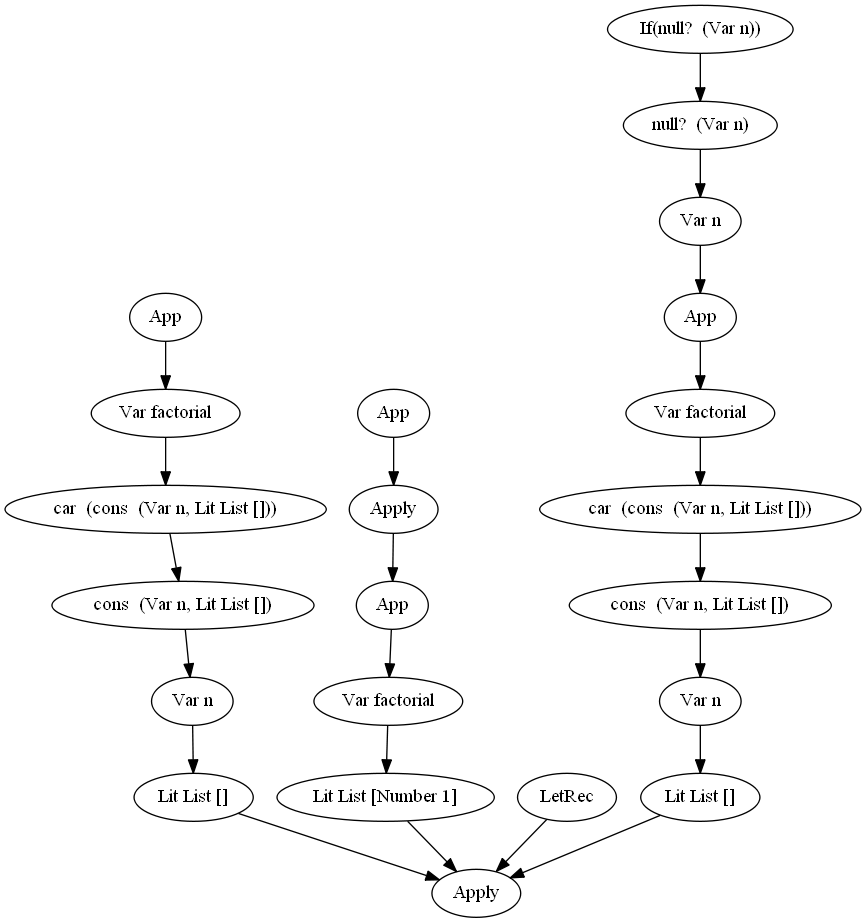 If(null?  (Var n))
null?  (Var n)
Var n
App
App
Var factorial
App
Var factorial
car  (cons  (Var n, Lit List []))
Apply
car  (cons  (Var n, Lit List []))
cons  (Var n, Lit List [])
App
cons  (Var n, Lit List [])
Var n
Var factorial
Var n
Lit List []
Lit List [Number 1]
LetRec
Lit List []
Apply